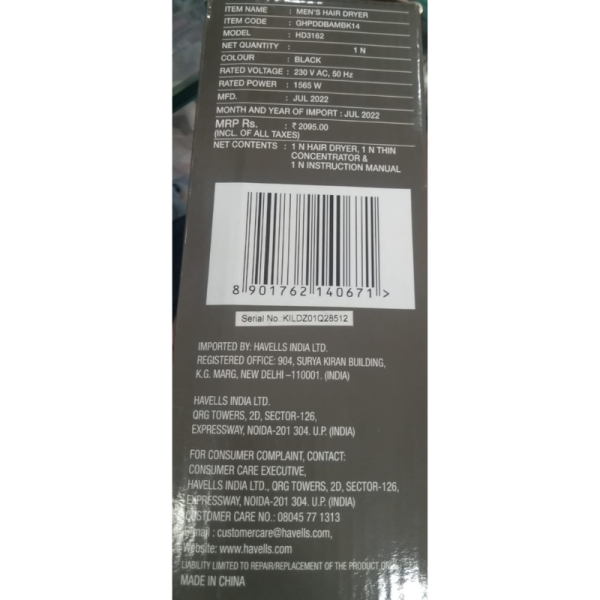 ITEM NAME : MEN'S HAIR DRYER
ITEM CODE : GHPDDBAMBK14
MODEL : HD3162
NET QUANTITY : 1 N
COLOUR : BLACK
RATED VOLTAGE : 230 V AC, 50 Hz
RATED POWER : 1565 W
MFD. : JUL 2022
MONTH AND YEAR OF IMPORT : JUL 2022
MRP Rs. : ₹ 2095.00
(INCL. OF ALL TAXES)
NET CONTENTS : 1 N HAIR DRYER, 1 N THIN
CONCENTRATOR &
1 N INSTRUCTION MANUAL
8 901762 140671 >
Serial No. KILDZ01Q28512
IMPORTED BY: HAVELLS INDIA LTD.
REGISTERED OFFICE: 904, SURYA KIRAN BUILDING,
K.G. MARG, NEW DELHI –110001. (INDIA)
HAVELLS INDIA LTD.
QRG TOWERS, 2D, SECTOR-126,
EXPRESSWAY, NOIDA-201 304. U.P. (INDIA)
FOR CONSUMER COMPLAINT, CONTACT:
CONSUMER CARE EXECUTIVE,
HAVELLS INDIA LTD., QRG TOWERS, 2D, SECTOR-126,
EXPRESSWAY, NOIDA-201 304. U.P. (INDIA)
CUSTOMER CARE NO.: 08045 77 1313
e-mail : customercare@havells.com,
Website: www.havells.com
LIABILITY LIMITED TO REPAIR/REPLACEMENT OF THE PRODUCT
MADE IN CHINA